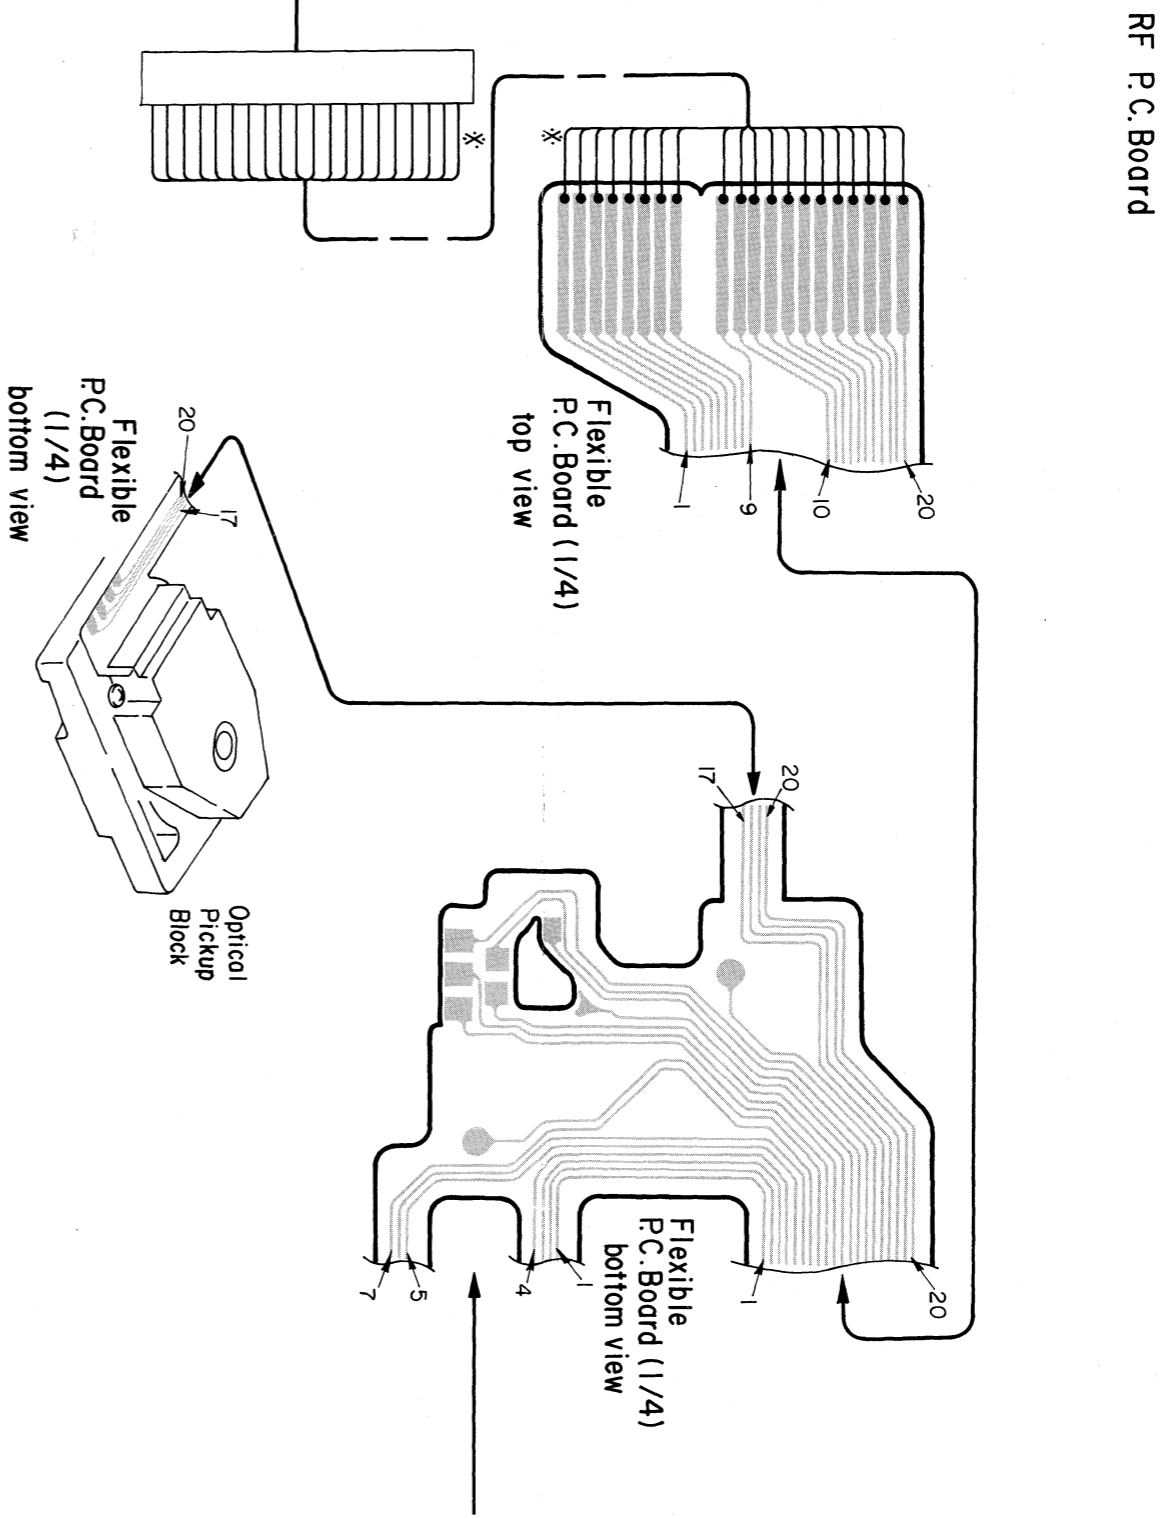 RF P.C.Board
※
※
Flexible
P.C.Board (1/4)
top view
1
9
10
20
20
17
Flexible
P.C.Board
(1/4)
bottom view
Optical
Pickup
Block
17
20
Flexible
P.C.Board (1/4)
bottom view
7
5
4
1
1
20